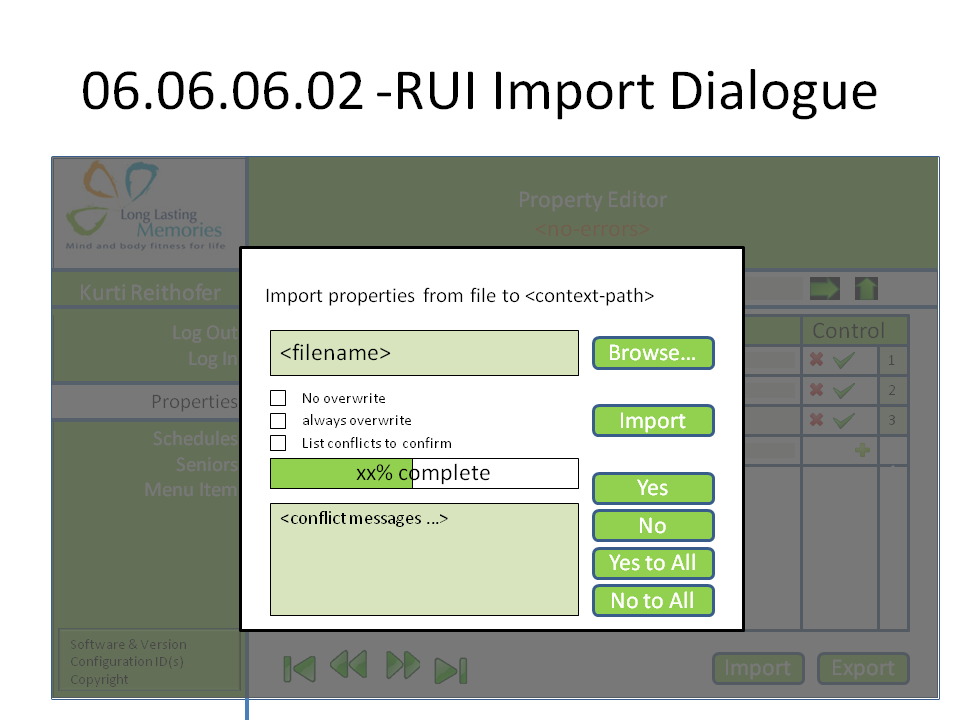 06.06.06.02 -RUI Import Dialogue
Long Lasting
Memories
Mind and body fitness for life
Property Editor
<no-errors>
Kurti Reithofer
Log Out
Log In
Properties
Schedules
Seniors
Menu Item
Software & Version
Configuration ID(s)
Copyright
Import properties from file to <context-path>
<filename>
Browse...
No overwrite
always overwrite
List conflicts to confirm
Import
xx% complete
<conflict messages ...>
Yes
No
Yes to All
No to All
Control
1
2
3
Import
Export